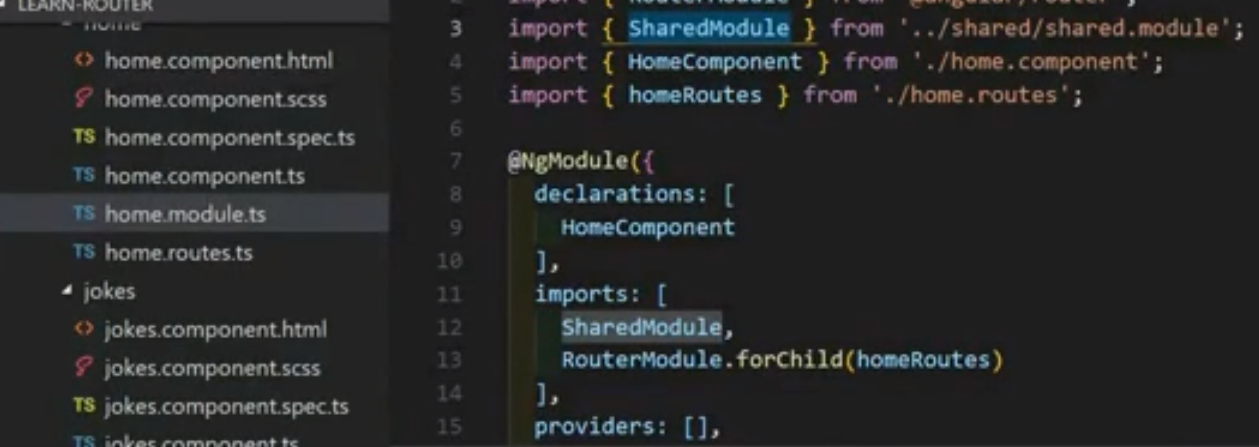 LEARN-ROUTER
home
home.component.html
home.component.scss
TS home.component.spec.ts
TS home.component.ts
TS home.module.ts
TS home.routes.ts
jokes
jokes.component.html
jokes.component.scss
TS jokes.component.spec.ts
TS jokes.component.ts
2 import { RouterModule } from '@angular/router';
3 import { SharedModule } from '../shared/shared.module';
4 import { HomeComponent } from './home.component';
5 import { homeRoutes } from './home.routes';
6
7 @NgModule({
8 declarations: [
9 HomeComponent
10 ],
11 imports: [
12 SharedModule,
13 RouterModule.forChild(homeRoutes)
14 ],
15 providers: [],